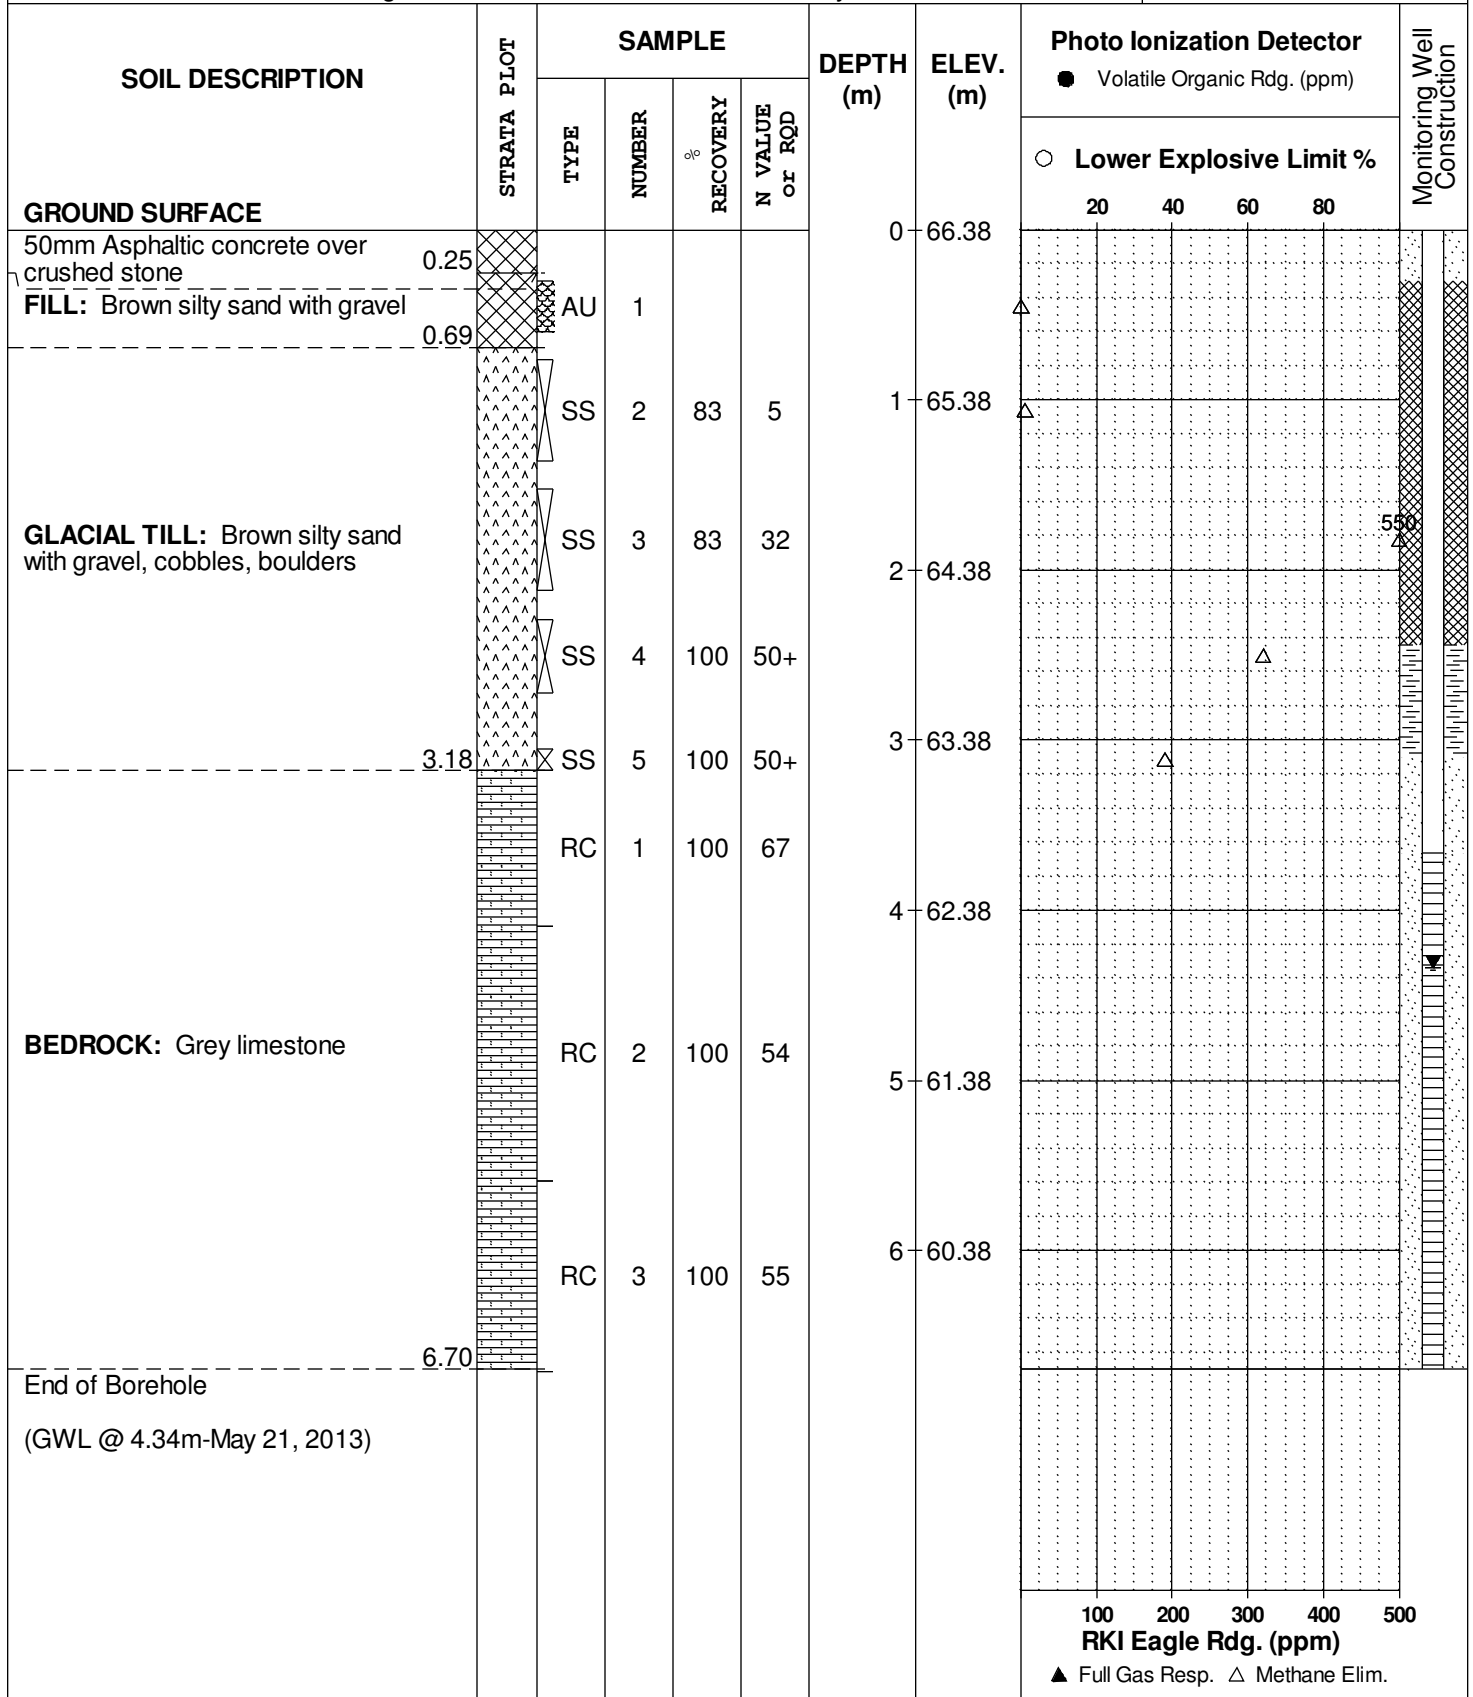 SOIL DESCRIPTION
STRATA PLOT
SAMPLE
TYPE
NUMBER
%
RECOVERY
N VALUE
or RQD
DEPTH
(m)
ELEV.
(m)
Photo Ionization Detector
● Volatile Organic Rdg. (ppm)
○ Lower Explosive Limit %
20 40 60 80
Monitoring Well
Construction
GROUND SURFACE
0 66.38
50mm Asphaltic concrete over
crushed stone 0.25
FILL: Brown silty sand with gravel
0.69
AU 1
SS 2 83 5
1 65.38
GLACIAL TILL: Brown silty sand
with gravel, cobbles, boulders
SS 3 83 32
550
2 64.38
SS 4 100 50+
3 63.38
3.18
SS 5 100 50+
RC 1 100 67
4 62.38
BEDROCK: Grey limestone
RC 2 100 54
5 61.38
6 60.38
RC 3 100 55
6.70
End of Borehole
(GWL @ 4.34m-May 21, 2013)
100 200 300 400 500
RKI Eagle Rdg. (ppm)
▲ Full Gas Resp. △ Methane Elim.